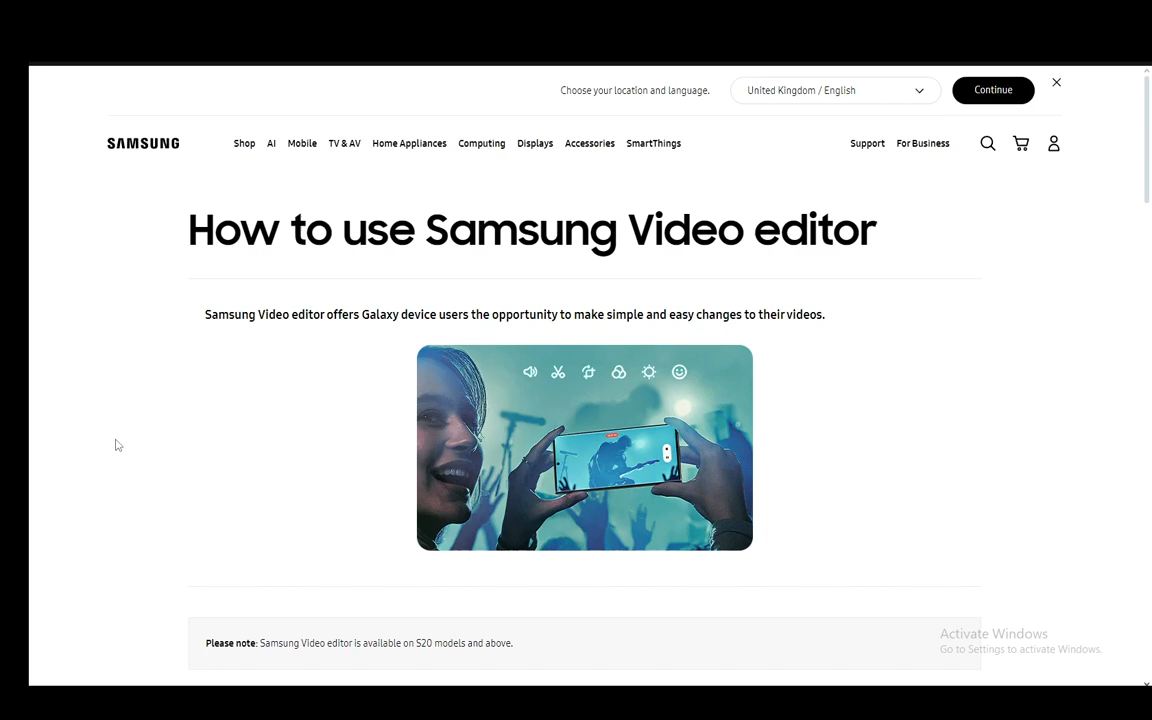 Choose your location and language.
United Kingdom / English
Continue
SAMSUNG
Shop AI Mobile TV & AV Home Appliances Computing Displays Accessories SmartThings
Support For Business
How to use Samsung Video editor
Samsung Video editor offers Galaxy device users the opportunity to make simple and easy changes to their videos.
Please note: Samsung Video editor is available on S20 models and above.
Activate Windows
Go to Settings to activate Windows.